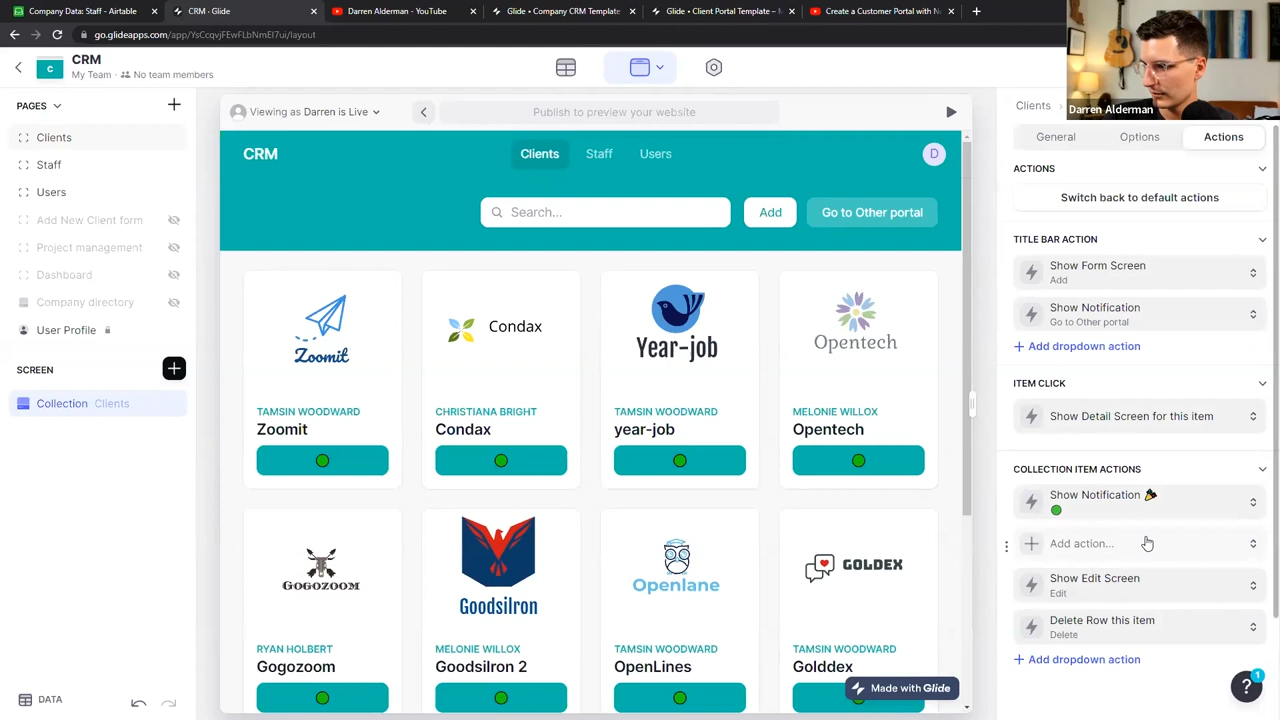 Company Data: Staff - Airtable
CRM - Glide
Darren Alderman - YouTube
Glide • Company CRM Template
Glide • Client Portal Template –
Create a Customer Portal with N
go.glideapps.com/app/YsCcqvjFEwFLbNmEl7ui/layout
C
CRM
My Team • No team members
Darren Alderman
PAGES
Clients
Staff
Users
Add New Client form
Project management
Dashboard
Company directory
User Profile
SCREEN
Collection Clients
DATA
Viewing as Darren is Live
Publish to preview your website
CRM
Clients
Staff
Users
D
Search...
Add
Go to Other portal
Zoomit
TAMSIN WOODWARD
Zoomit
Condax
CHRISTIANA BRIGHT
Condax
Year-job
TAMSIN WOODWARD
year-job
Opentech
MELONIE WILLOX
Opentech
GOGOZOOM
RYAN HOLBERT
Gogozoom
Goodsilron
MELONIE WILLOX
Goodsilron 2
Openlane
TAMSIN WOODWARD
OpenLines
GOLDEX
TAMSIN WOODWARD
Golddex
Made with Glide
Clients
General
Options
Actions
ACTIONS
Switch back to default actions
TITLE BAR ACTION
Show Form Screen
Add
Show Notification
Go to Other portal
+ Add dropdown action
ITEM CLICK
Show Detail Screen for this item
COLLECTION ITEM ACTIONS
Show Notification
Add action...
Show Edit Screen
Edit
Delete Row this item
Delete
+ Add dropdown action
?
1